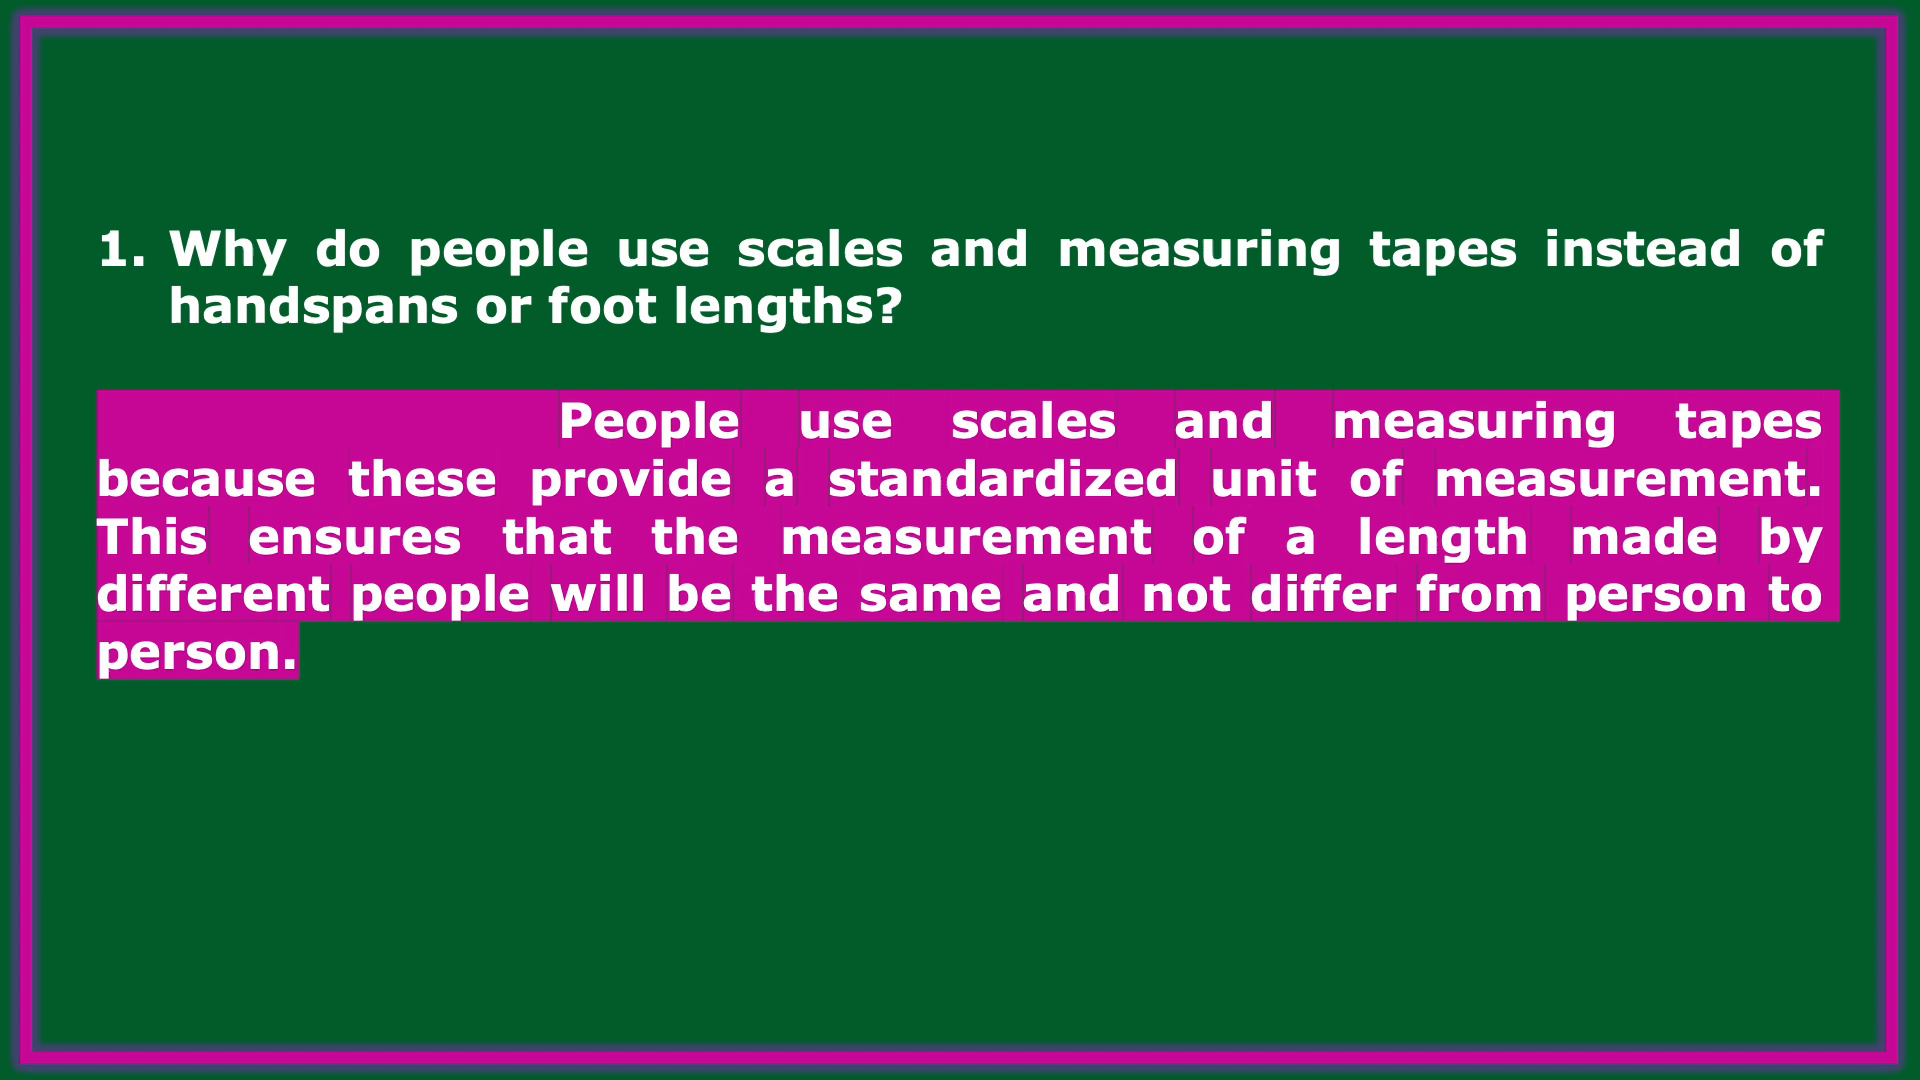 1. Why do people use scales and measuring tapes instead of
handspans or foot lengths?
People use scales and measuring tapes
because these provide a standardized unit of measurement.
This ensures that the measurement of a length made by
different people will be the same and not differ from person to
person.